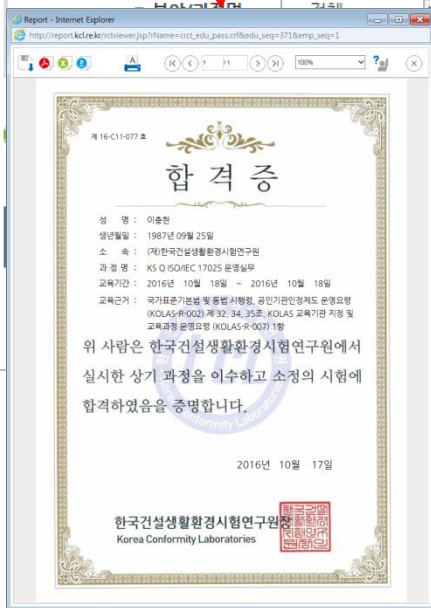 Report - Internet Explorer
http://report.kcl.re.kr/rctviewer.jsp?rName=crct_edu_pass.crf&edu_seq=371&emp_seq=1
1 /1 100%
제 16-C11-077 호
합 격 증
성 명 : 이충현
생년월일 : 1987년 09월 25일
소 속 : (재)한국건설생활환경시험연구원
과 정 명 : KS Q ISO/IEC 17025 운영실무
교육기간 : 2016년 10월 18일 ~ 2016년 10월 18일
교육근거 : 국가표준기본법 및 동법 시행령, 공인기관인정제도 운영요령
(KOLAS-R-002) 제 32, 34, 35조, KOLAS 교육기관 지정 및
교육과정 운영요령 (KOLAS-R-007) 1항
위 사람은 한국건설생활환경시험연구원에서
실시한 상기 과정을 이수하고 소정의 시험에
합격하였음을 증명합니다.
2016년 10월 17일
한국건설생활환경시험연구원장
Korea Conformity Laboratories